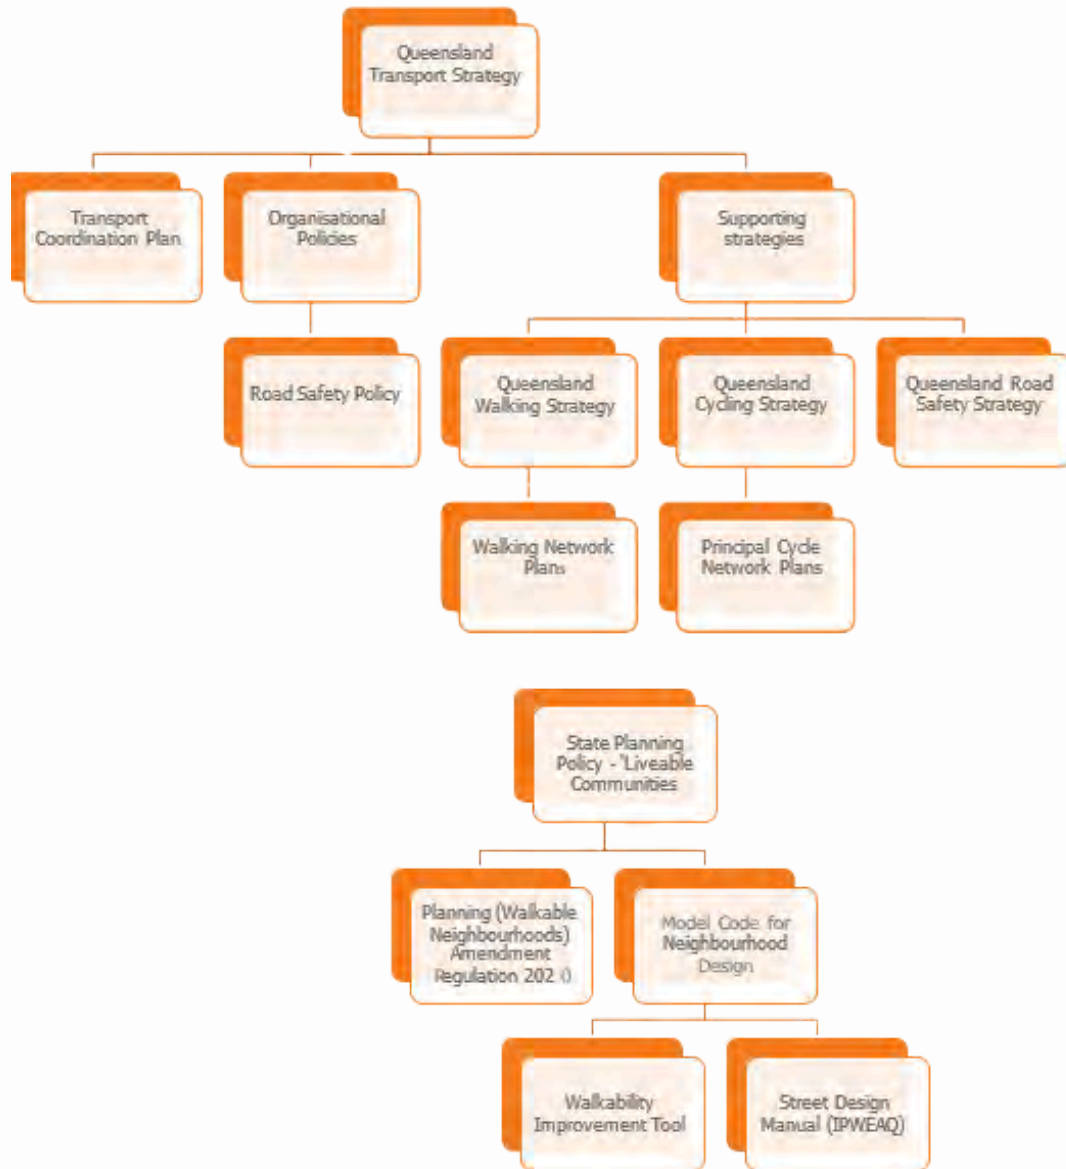 Queensland
Transport Strategy
Transport
Coordination Plan
Organisational
Policies
Supporting
strategies
Road Safety Policy
Queensland
Walking Strategy
Queensland
Cycling Strategy
Queensland Road
Safety Strategy
Walking Network
Plans
Principal Cycle
Network Plans
State Planning
Policy - 'Liveable
Communities
Planning (Walkable
Neighbourhoods)
Amendment
Regulation 2020
Model Code for
Neighbourhood
Design
Walkability
Improvement Tool
Street Design
Manual (IPWEAQ)